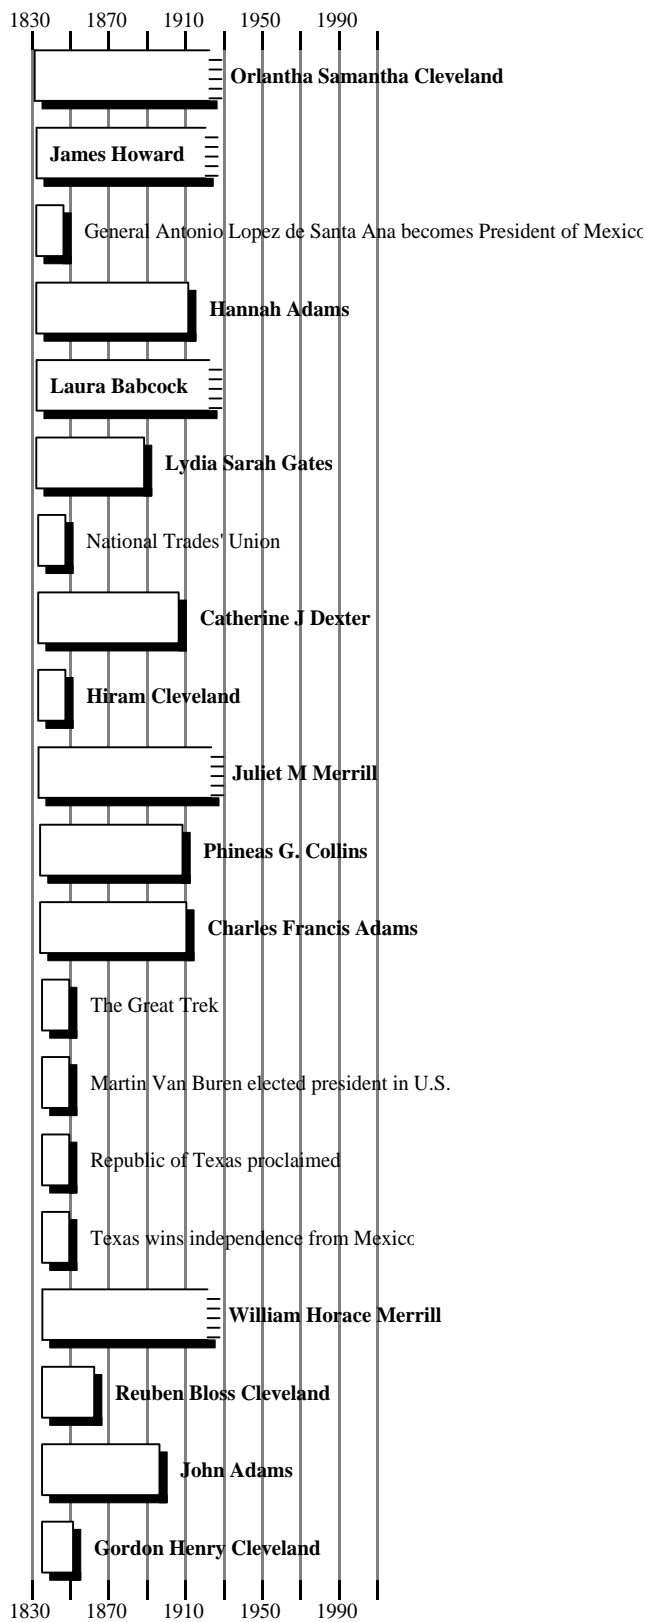 1830 1870 1910 1950 1990
Orlantha Samantha Cleveland
James Howard
General Antonio Lopez de Santa Ana becomes President of Mexico
Hannah Adams
Laura Babcock
Lydia Sarah Gates
National Trades' Union
Catherine J Dexter
Hiram Cleveland
Juliet M Merrill
Phineas G. Collins
Charles Francis Adams
The Great Trek
Martin Van Buren elected president in U.S.
Republic of Texas proclaimed
Texas wins independence from Mexico
William Horace Merrill
Reuben Bloss Cleveland
John Adams
Gordon Henry Cleveland
1830 1870 1910 1950 1990